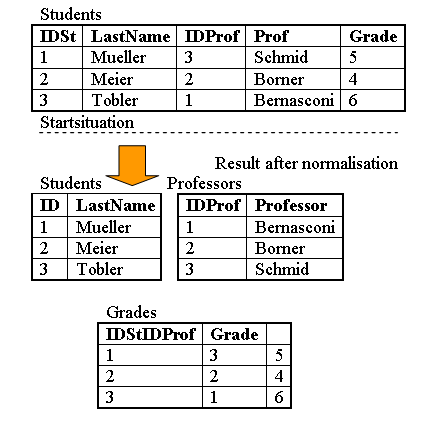 Students
IDSt LastName IDProf Prof Grade
1 Mueller 3 Schmid 5
2 Meier 2 Borner 4
3 Tobler 1 Bernasconi 6
Startsituation
Result after normalisation
Students Professors
ID LastName IDProf Professor
1 Mueller 1 Bernasconi
2 Meier 2 Borner
3 Tobler 3 Schmid
Grades
IDStIDProf Grade
1 3 5
2 2 4
3 1 6